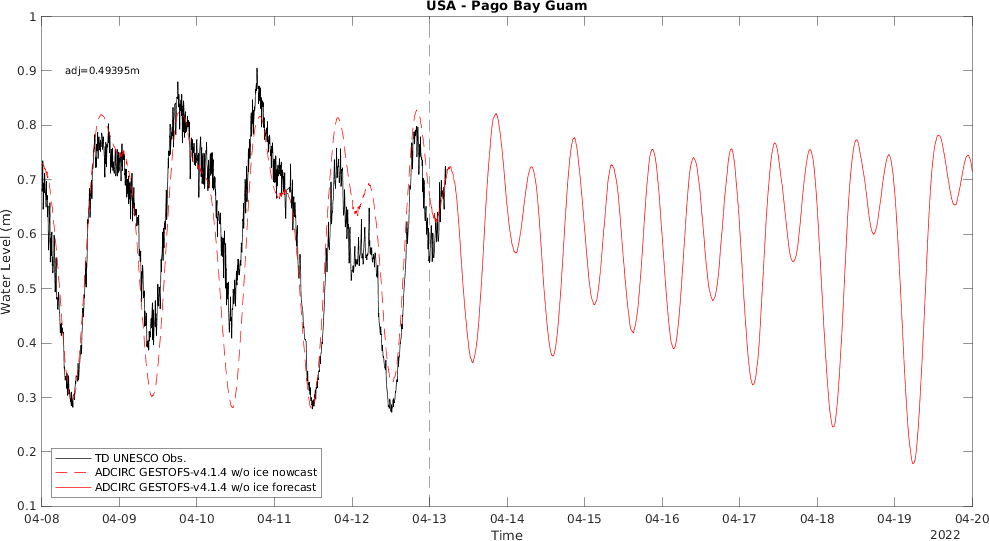 USA - Pago Bay Guam
adj=0.49395m
Water Level (m)
1
0.9
0.8
0.7
0.6
0.5
0.4
0.3
0.2
0.1
TD UNESCO Obs.
ADCIRC GESTOFS-v4.1.4 w/o ice nowcast
ADCIRC GESTOFS-v4.1.4 w/o ice forecast
04-08 04-09 04-10 04-11 04-12 04-13 04-14 04-15 04-16 04-17 04-18 04-19 04-20
Time
2022